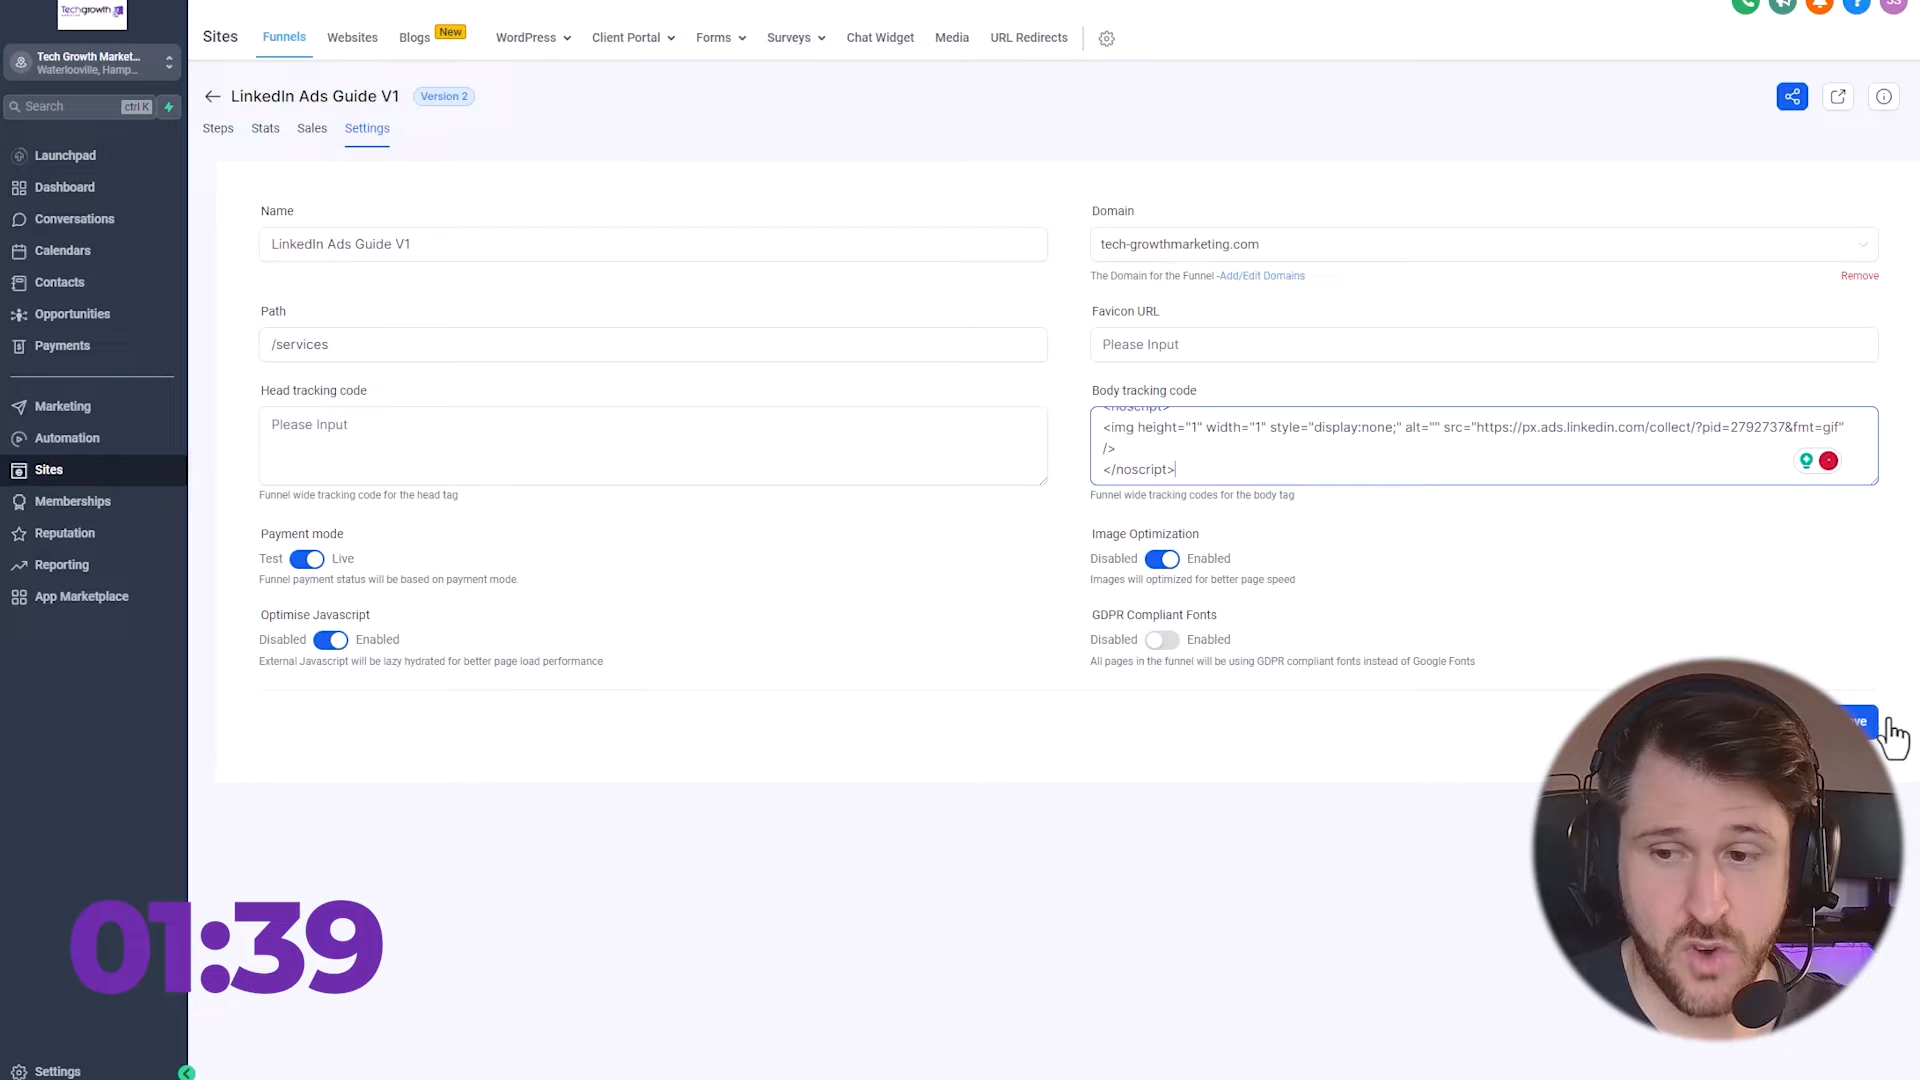 Techgrowth
Tech Growth Market...
Waterlooville, Hamp...
Search
ctrl K
Launchpad
Dashboard
Conversations
Calendars
Contacts
Opportunities
Payments
Marketing
Automation
Sites
Memberships
Reputation
Reporting
App Marketplace
Settings
Sites
Funnels
Websites
Blogs
New
WordPress
Client Portal
Forms
Surveys
Chat Widget
Media
URL Redirects
LinkedIn Ads Guide V1
Version 2
Steps
Stats
Sales
Settings
Name
LinkedIn Ads Guide V1
Domain
tech-growthmarketing.com
The Domain for the Funnel -Add/Edit Domains
Remove
Path
/services
Favicon URL
Please Input
Head tracking code
Please Input
Funnel wide tracking code for the head tag
Body tracking code
<noscript>
<img height="1" width="1" style="display:none;" alt="" src="https://px.ads.linkedin.com/collect/?pid=2792737&fmt=gif"
/>
</noscript>
Funnel wide tracking codes for the body tag
Payment mode
Test
Live
Funnel payment status will be based on payment mode.
Image Optimization
Disabled
Enabled
Images will optimized for better page speed
Optimise Javascript
Disabled
Enabled
External Javascript will be lazy hydrated for better page load performance
GDPR Compliant Fonts
Disabled
Enabled
All pages in the funnel will be using GDPR compliant fonts instead of Google Fonts
01:39